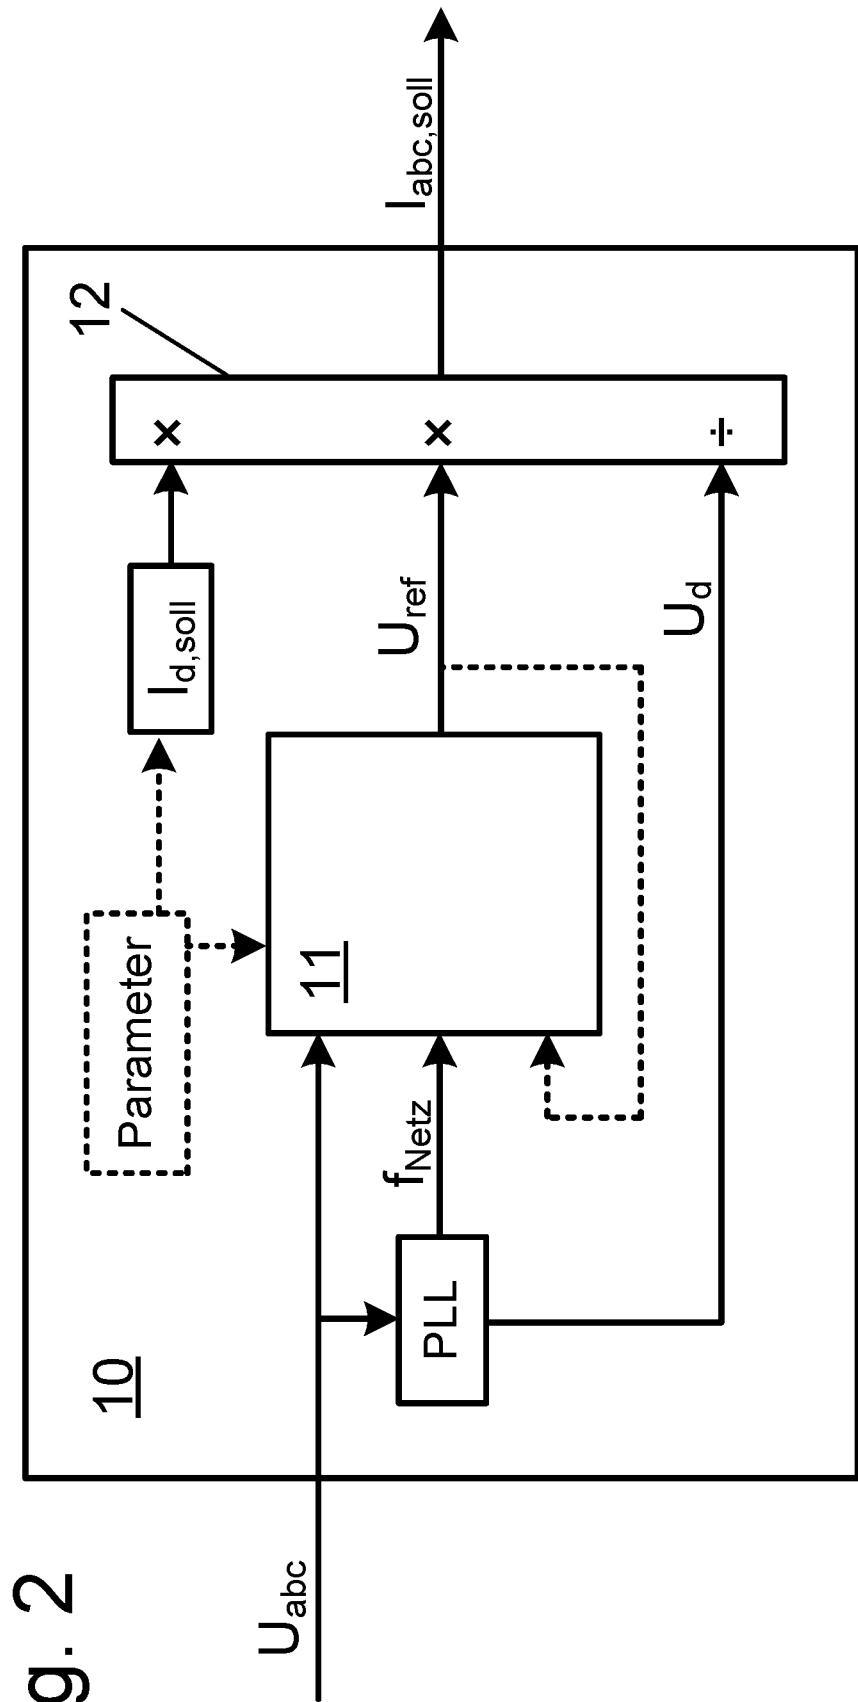 g. 2
10
Parameter
I_d,soll
12
U_abc
PLL
f_Netz
11
U_ref
U_d
×
×
÷
I_abc,soll